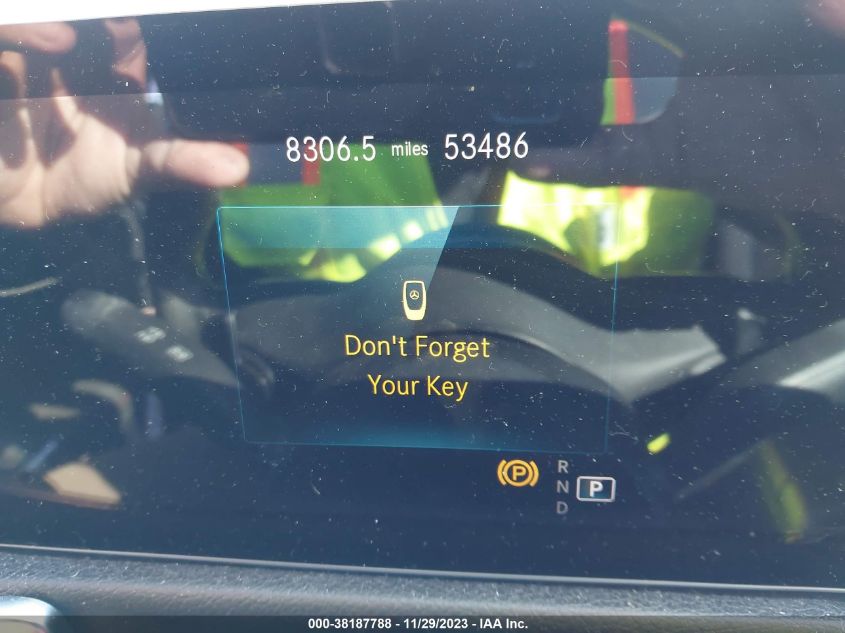 8306.5 miles 53486
Don't Forget
Your Key
R
N
D
P
P
000-38187788 - 11/29/2023 - IAA Inc.